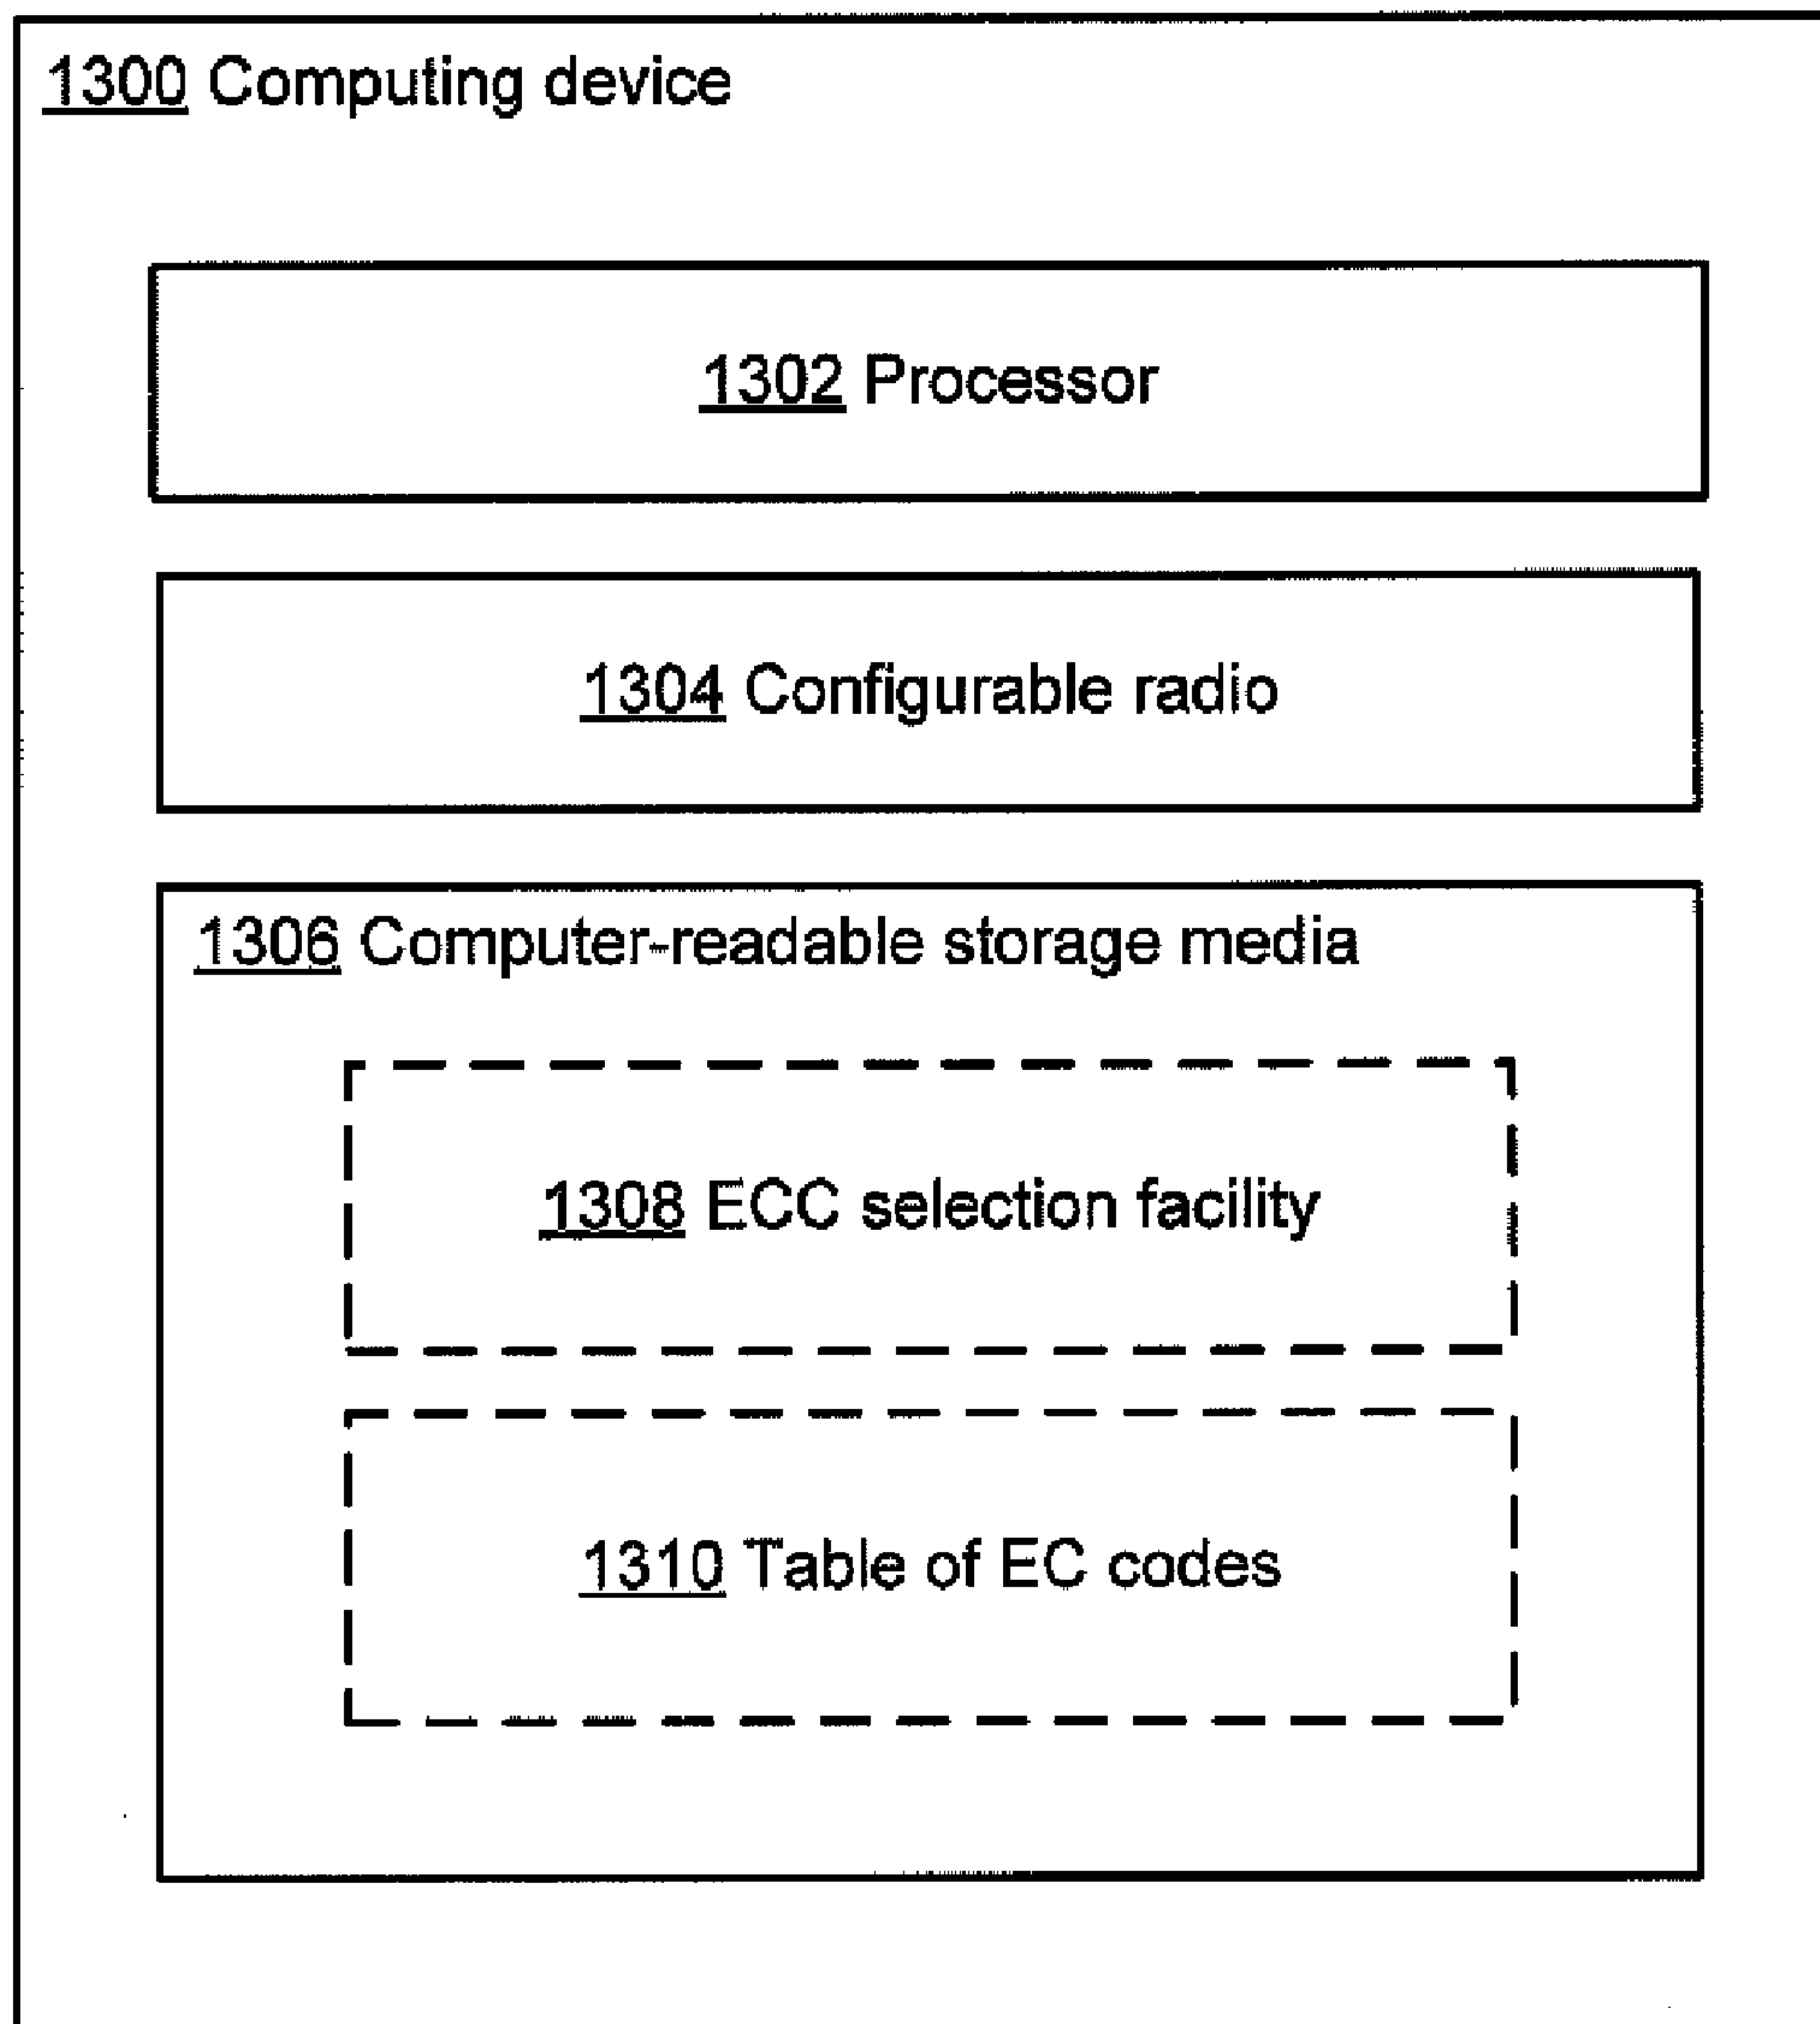 1300 Computing device
1302 Processor
1304 Configurable radio
1306 Computer-readable storage media
1308 ECC selection facility
1310 Table of EC codes